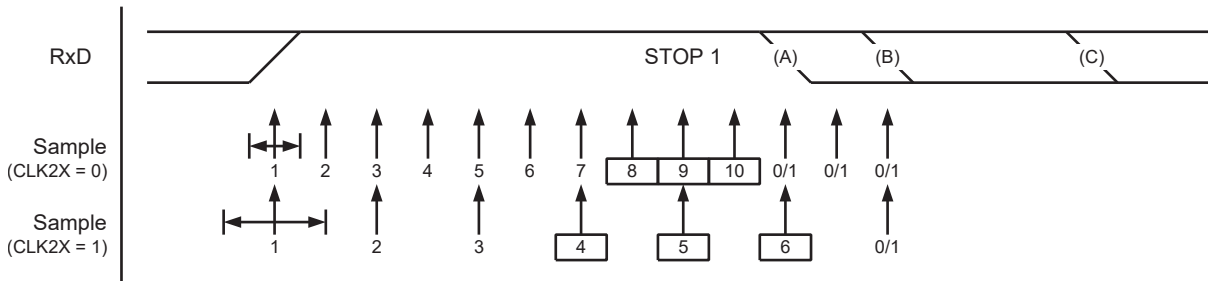 RxD STOP 1 (A) (B) (C)
Sample
(CLK2X = 0)
1 2 3 4 5 6 7 8 9 10 0/1 0/1 0/1
Sample
(CLK2X = 1)
1 2 3 4 5 6 0/1